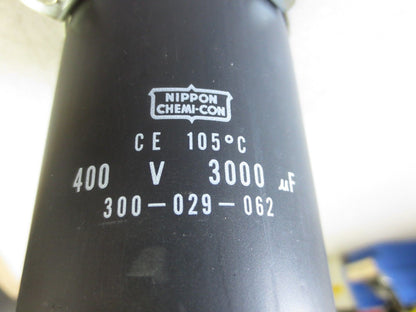 NIPPON
CHEMI-CON
CE 105°C
400 V 3000 µF
300-029-062